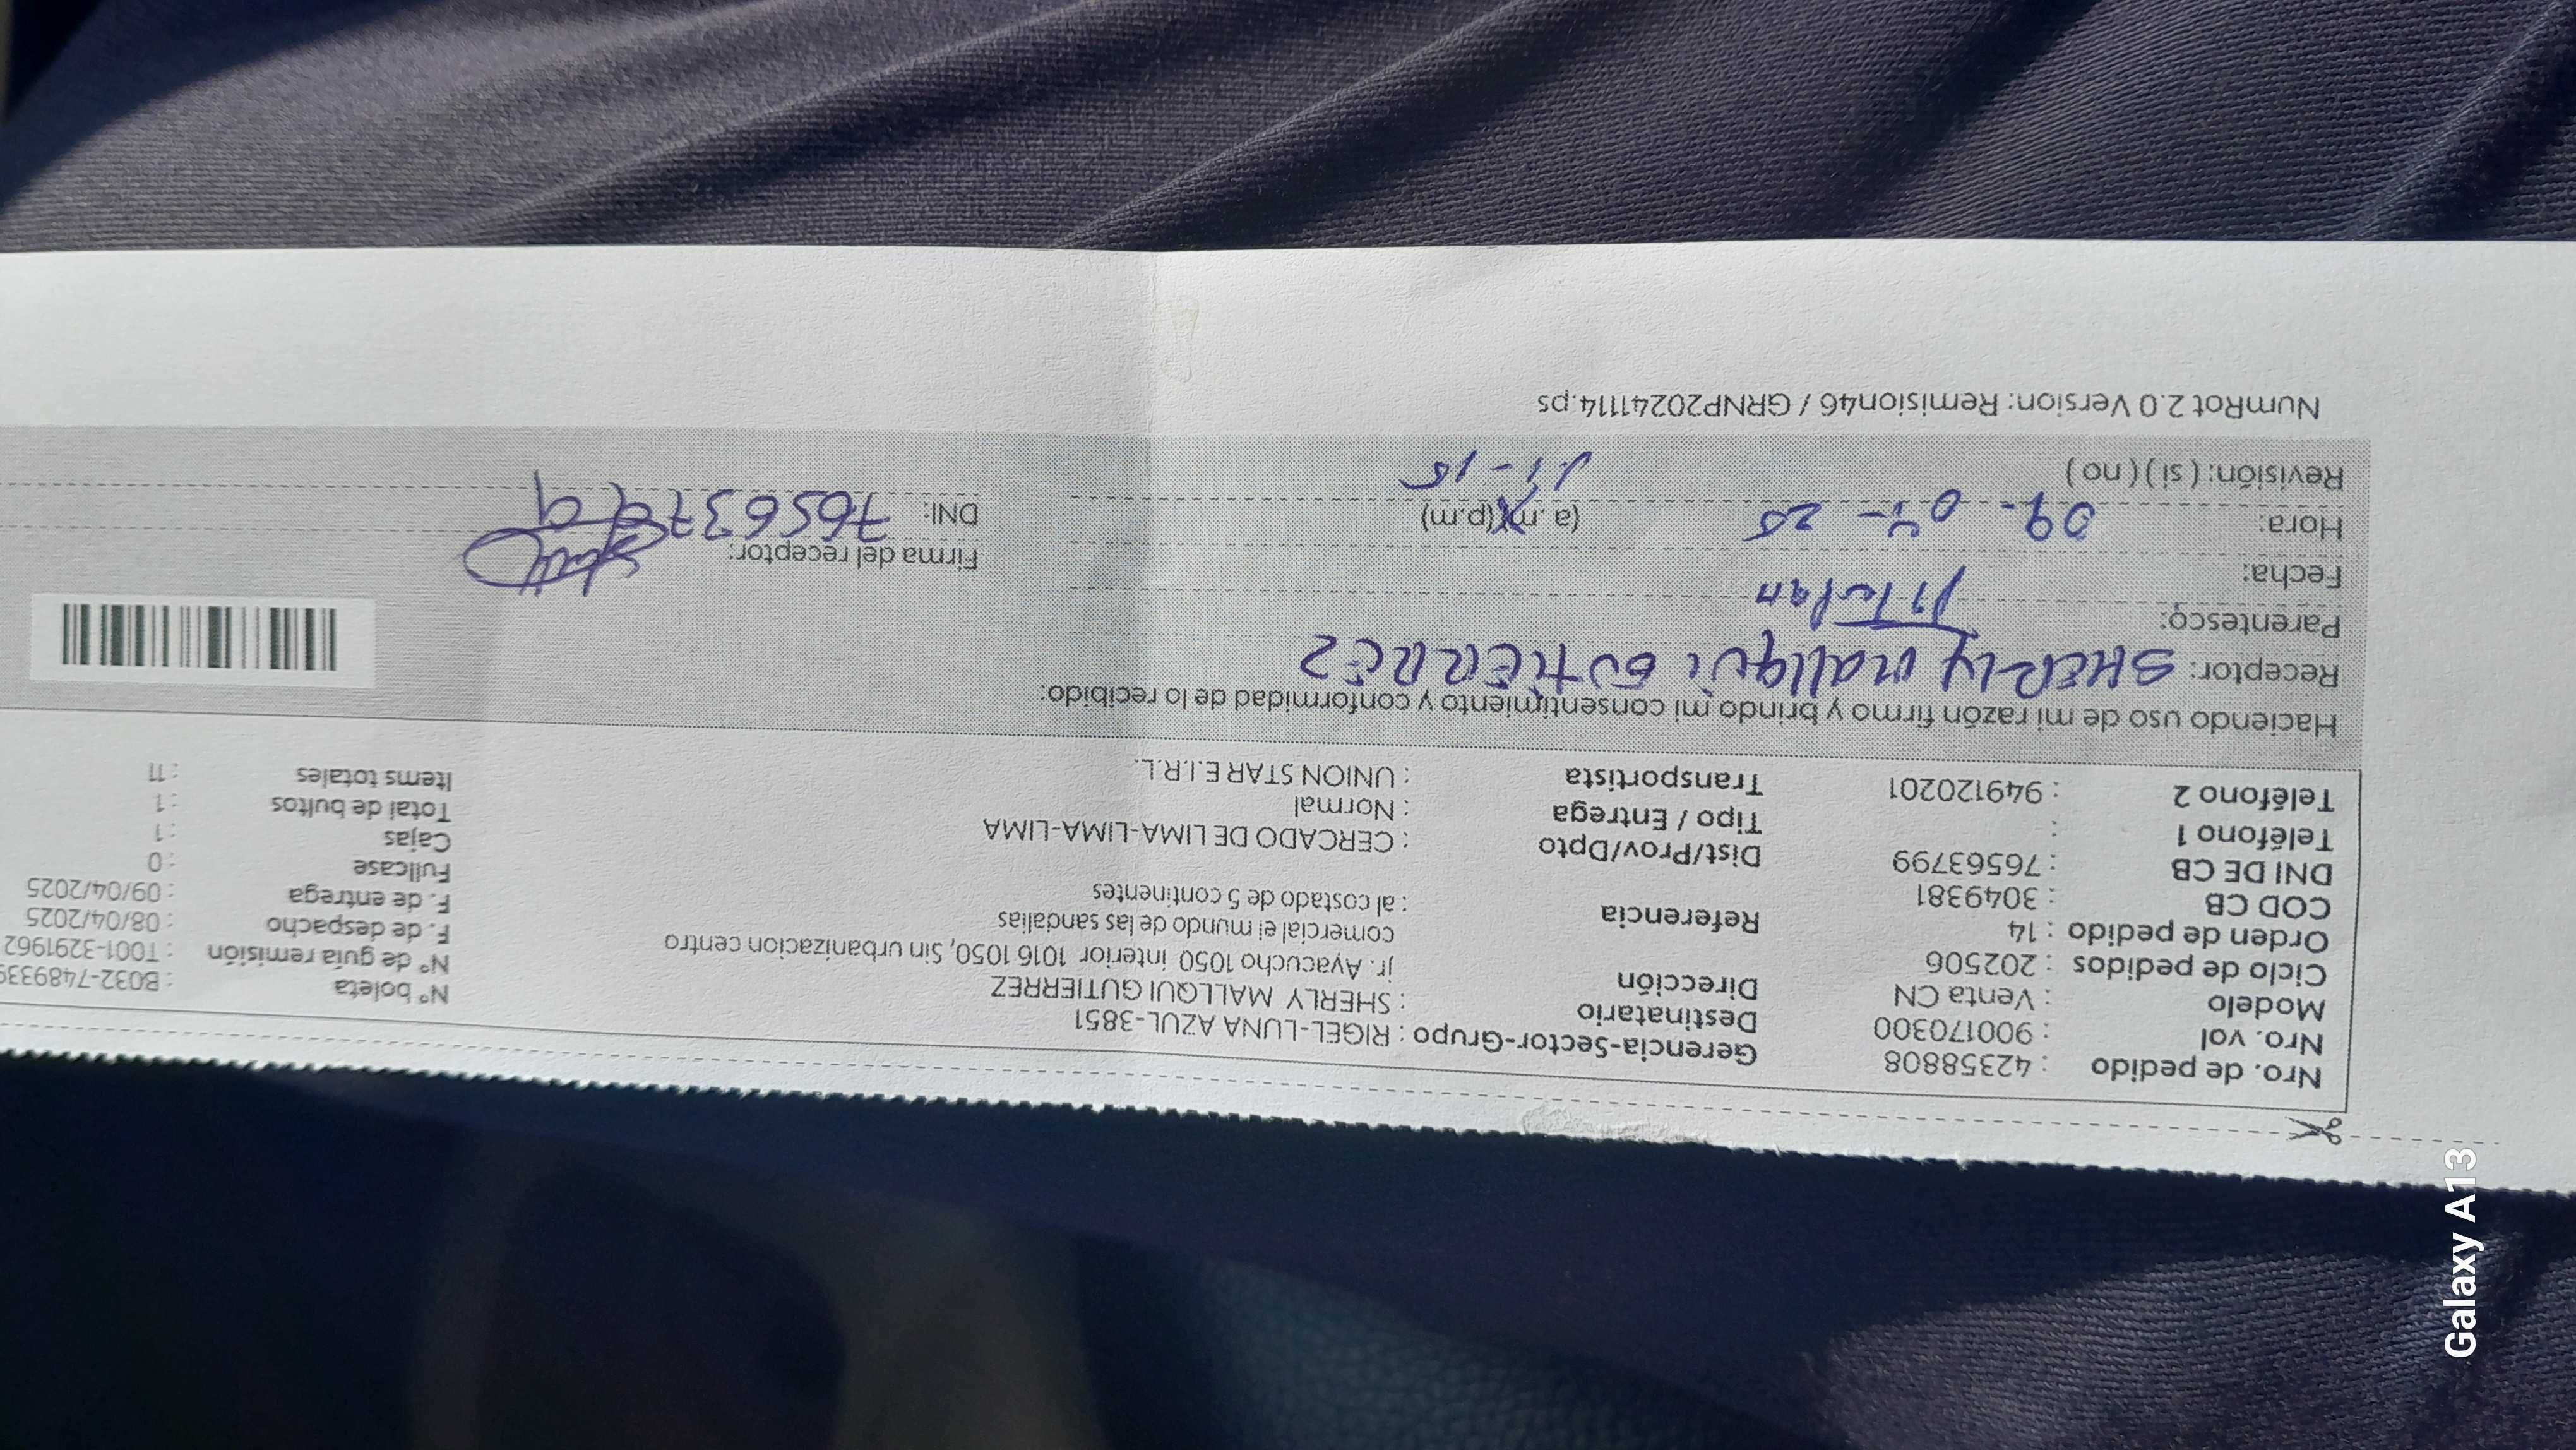 Nro. de pedido : 42358808
Nro. vol : 900170300
Modelo : Venta CN
Ciclo de pedidos : 202506
Orden de pedido : 14
COD CB : 3049381
DNI DE CB : 76563799
Teléfono 1 :
Teléfono 2 : 949120201
Gerencia-Sector-Grupo : RIGEL-LUNA AZUL-3851
Destinatario : SHERLY MALLQUI GUTIERREZ
Dirección jr. Ayacucho 1050 interior 1016 1050, Sin urbanizacion centro
comercial el mundo de las sandalias
Referencia : al costado de 5 continentes
Dist/Prov/Dpto : CERCADO DE LIMA-LIMA-LIMA
Tipo / Entrega : Normal
Transportista : UNION STAR E.I.R.L.
N° boleta : B032-7489339
N° de guía remisión : T001-3291962
F. de despacho : 08/04/2025
F. de entrega : 09/04/2025
Fullcase : 0
Cajas : 1
Total de bultos : 1
Items totales : 11
Haciendo uso de mi razón firmo y brindo mi consentimiento y conformidad de lo recibido:
Receptor: SHERLY mallqui GUTIERREZ
Parentesco: Titular
Fecha:
Hora: 09-04-25 (a.m)(p.m)
Revisión: (si) (no) 11-15
Firma del receptor:
DNI: 76563799
NumRot 2.0 Version: Remision46 / GRNP20241114.ps
Galaxy A13